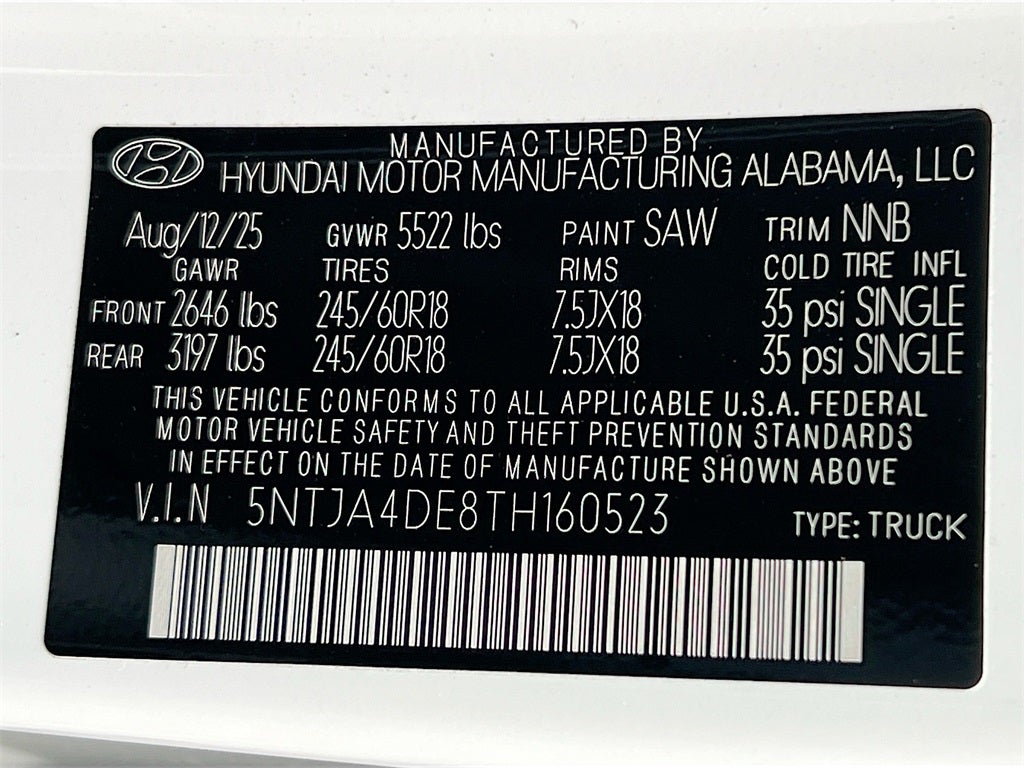 MANUFACTURED BY
HYUNDAI MOTOR MANUFACTURING ALABAMA, LLC
Aug/12/25 GVWR 5522 lbs PAINT SAW TRIM NNB
GAWR TIRES RIMS COLD TIRE INFL
FRONT 2646 lbs 245/60R18 7.5JX18 35 psi SINGLE
REAR 3197 lbs 245/60R18 7.5JX18 35 psi SINGLE
THIS VEHICLE CONFORMS TO ALL APPLICABLE U.S.A. FEDERAL
MOTOR VEHICLE SAFETY AND THEFT PREVENTION STANDARDS
IN EFFECT ON THE DATE OF MANUFACTURE SHOWN ABOVE
V.I.N 5NTJA4DE8TH160523 TYPE: TRUCK